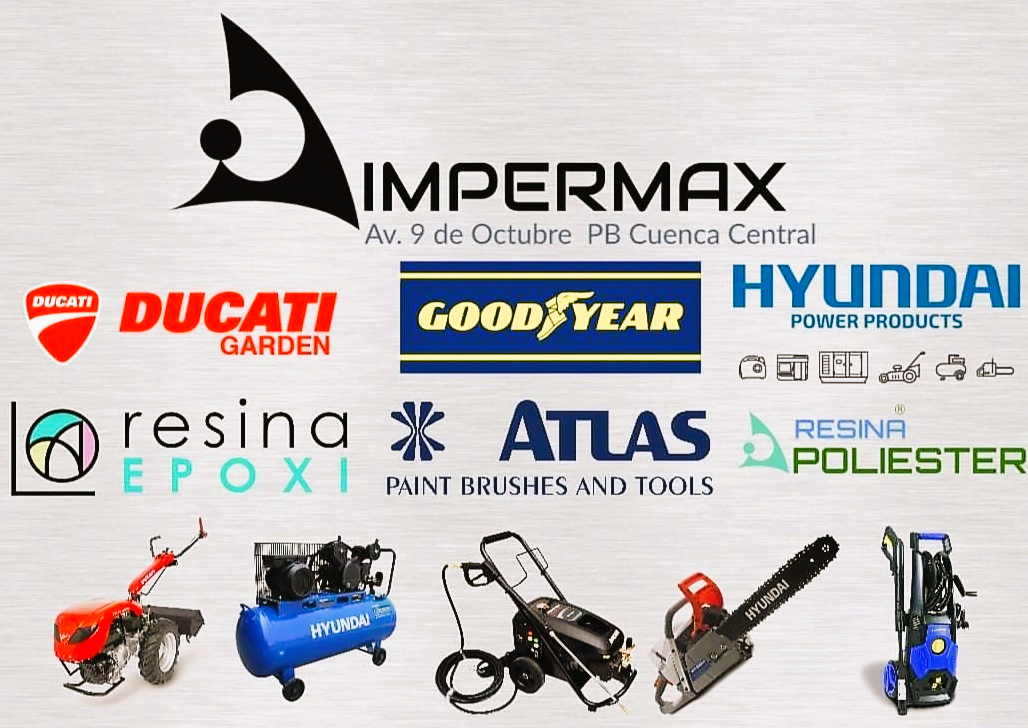 IMPERMAX
Av. 9 de Octubre PB Cuenca Central
DUCATI
DUCATI
GARDEN
GOODYEAR
HYUNDAI
POWER PRODUCTS
resina
EPOXI
ATLAS
PAINT BRUSHES AND TOOLS
®
RESINA
POLIESTER
HYUNDAI
HYUNDAI